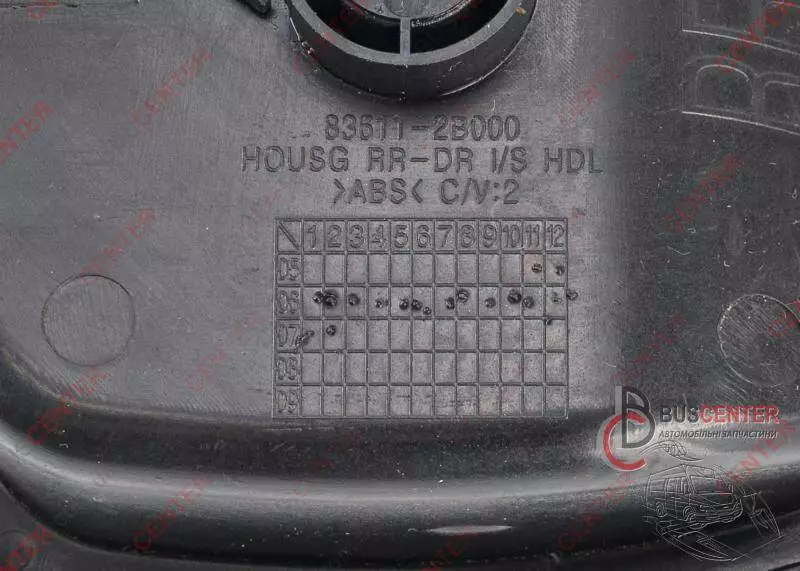 83611-2B000
HOUSG RR-DR I/S HDL
>ABS< C/V:2
1 2 3 4 5 6 7 8 9 10 11 12
05
06
07
08
09
BUSCENTER
АВТОМОБІЛЬНІ ЗАПЧАСТИНИ
CENTER